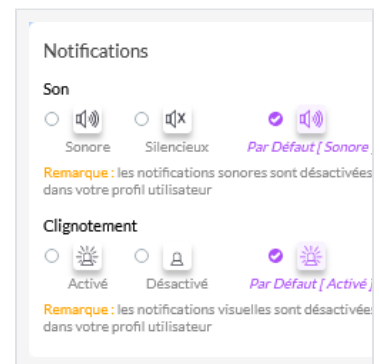 Notifications
Son
Sonore Silencieux Par Défaut [ Sonore ]
Remarque : les notifications sonores sont désactivées
dans votre profil utilisateur
Clignotement
Activé Désactivé Par Défaut [ Activé ]
Remarque : les notifications visuelles sont désactivées
dans votre profil utilisateur